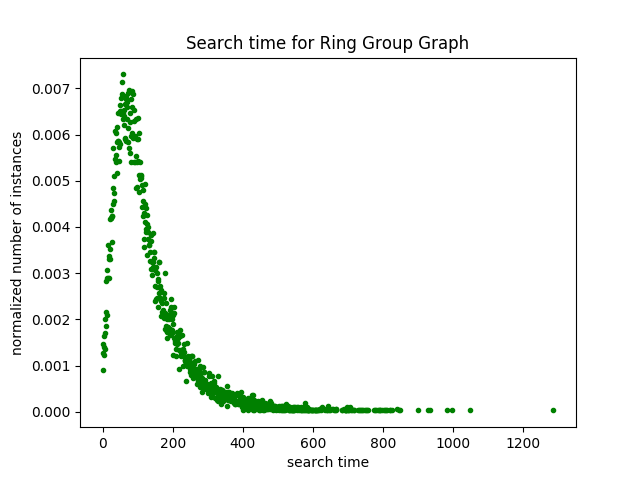 Search time for Ring Group Graph
normalized number of instances
0.007
0.006
0.005
0.004
0.003
0.002
0.001
0.000
0 200 400 600 800 1000 1200
search time